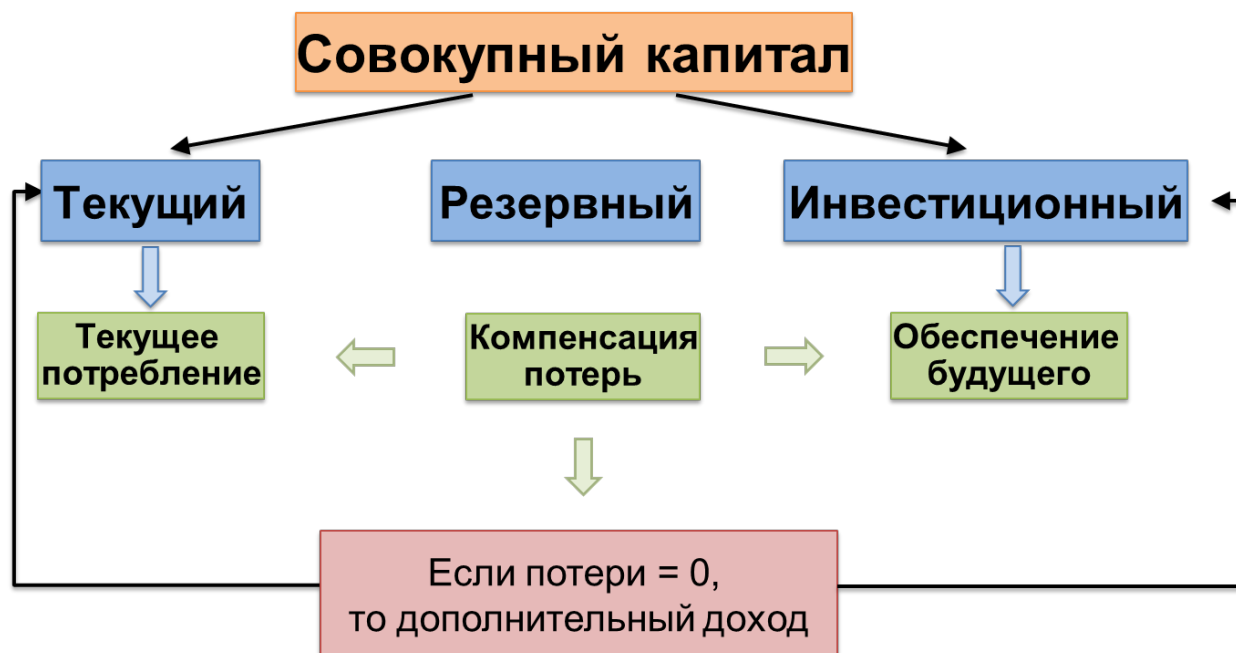 Совокупный капитал
Текущий
Резервный
Инвестиционный
Текущее
потребление
Компенсация
потерь
Обеспечение
будущего
Если потери = 0,
то дополнительный доход